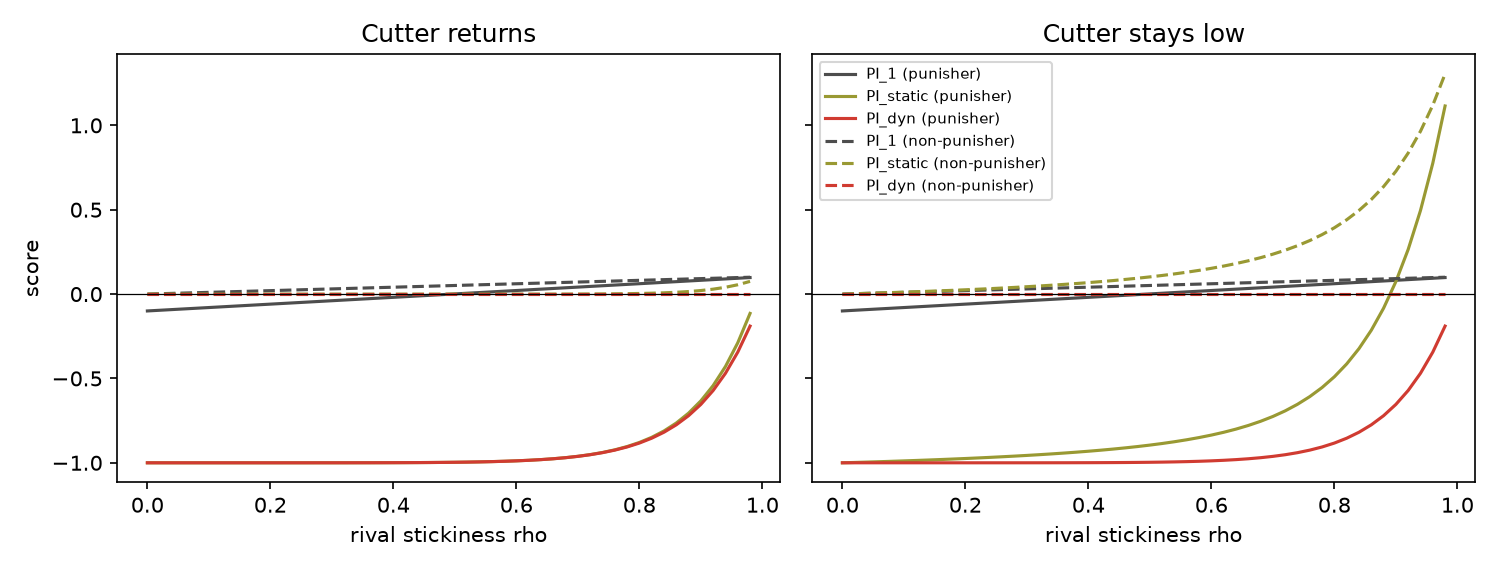 Cutter returns
score
1.0
0.5
0.0
−0.5
−1.0
0.0 0.2 0.4 0.6 0.8 1.0
rival stickiness rho
Cutter stays low
PI_1 (punisher)
PI_static (punisher)
PI_dyn (punisher)
PI_1 (non-punisher)
PI_static (non-punisher)
PI_dyn (non-punisher)
0.0 0.2 0.4 0.6 0.8 1.0
rival stickiness rho